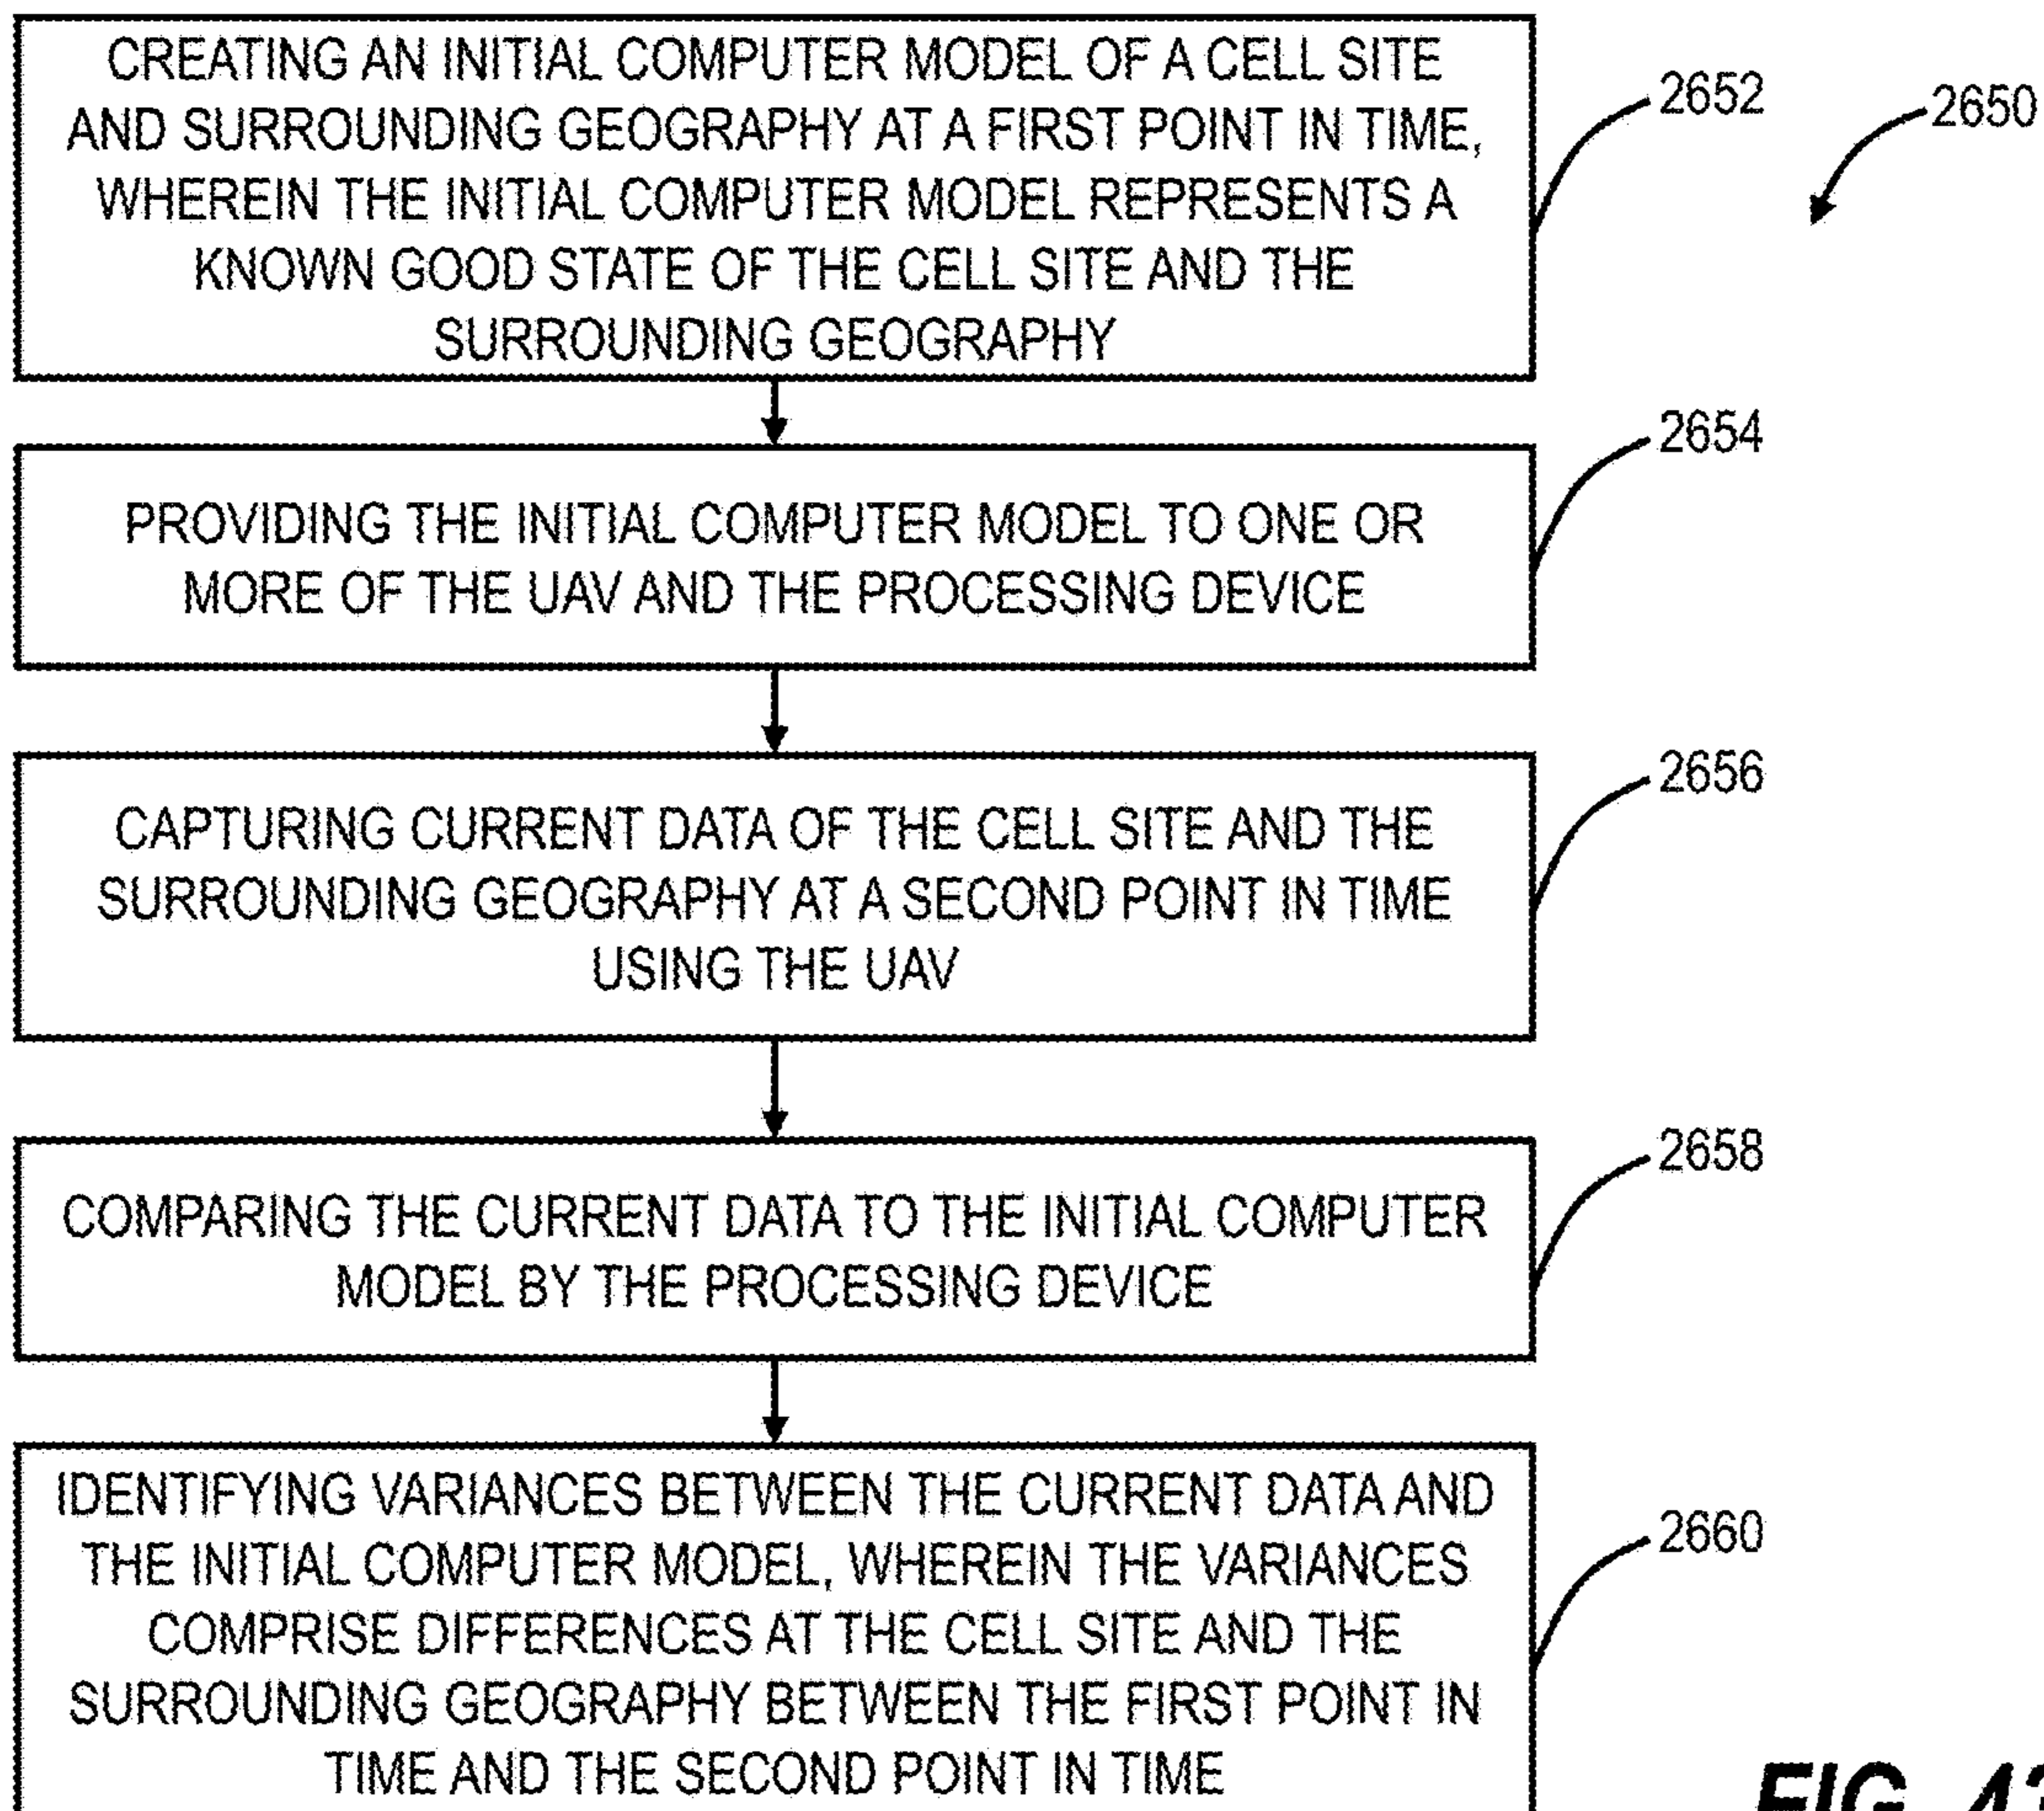 CREATING AN INITIAL COMPUTER MODEL OF A CELL SITE
AND SURROUNDING GEOGRAPHY AT A FIRST POINT IN TIME,
WHEREIN THE INITIAL COMPUTER MODEL REPRESENTS A
KNOWN GOOD STATE OF THE CELL SITE AND THE
SURROUNDING GEOGRAPHY
2652
2650
PROVIDING THE INITIAL COMPUTER MODEL TO ONE OR
MORE OF THE UAV AND THE PROCESSING DEVICE
2654
CAPTURING CURRENT DATA OF THE CELL SITE AND THE
SURROUNDING GEOGRAPHY AT A SECOND POINT IN TIME
USING THE UAV
2656
COMPARING THE CURRENT DATA TO THE INITIAL COMPUTER
MODEL BY THE PROCESSING DEVICE
2658
IDENTIFYING VARIANCES BETWEEN THE CURRENT DATA AND
THE INITIAL COMPUTER MODEL, WHEREIN THE VARIANCES
COMPRISE DIFFERENCES AT THE CELL SITE AND THE
SURROUNDING GEOGRAPHY BETWEEN THE FIRST POINT IN
TIME AND THE SECOND POINT IN TIME
2660
FIG.